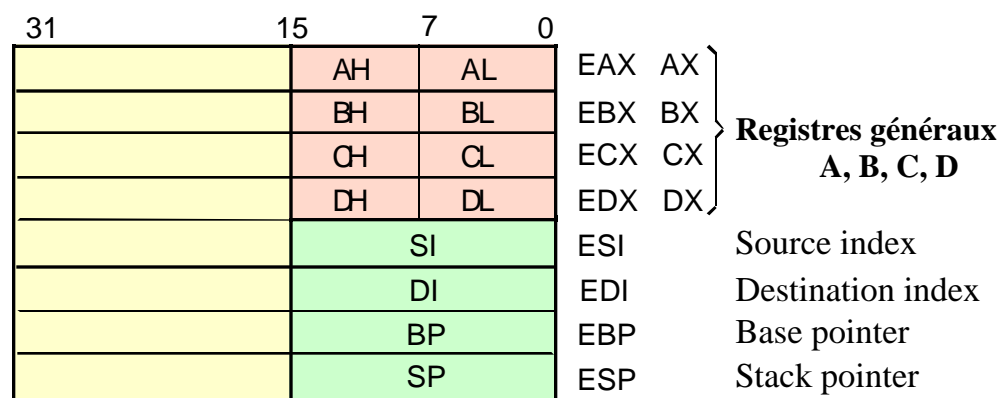 31 15 7 0
AH AL EAX AX
BH BL EBX BX
CH CL ECX CX
DH DL EDX DX
Registres généraux
A, B, C, D
SI ESI Source index
DI EDI Destination index
BP EBP Base pointer
SP ESP Stack pointer